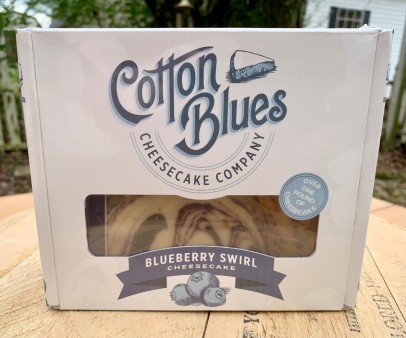 Cotton
Blues
CHEESECAKE COMPANY
OVER
ONE
POUND
OF
CHEESECAKE
BLUEBERRY SWIRL
CHEESECAKE